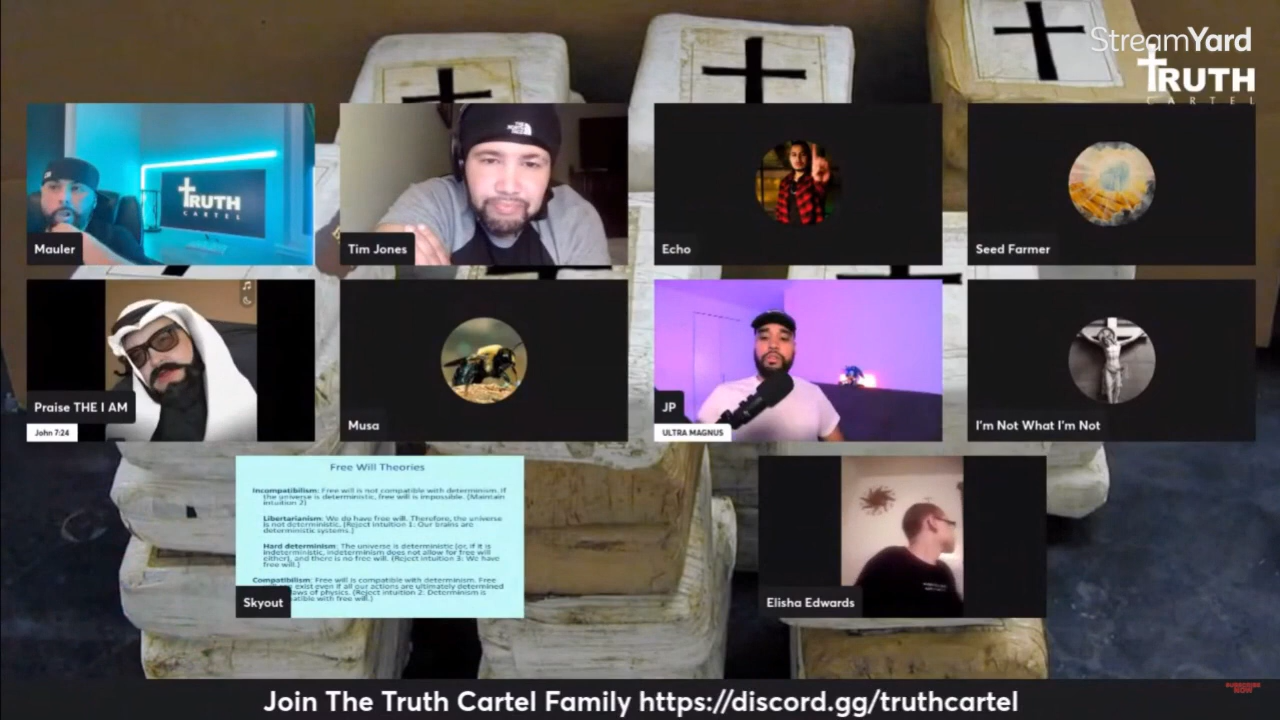 StreamYard
TRUTH
CARTEL
THE
NORTH
FACE
TRUTH
CARTEL
Mauler
Tim Jones
Echo
Seed Farmer
Praise THE I AM
John 7:24
Musa
JP
ULTRA MAGNUS
I'm Not What I'm Not
Free Will Theories
Incompatibilism: Free will is not compatible with determinism. If
the universe is deterministic, free will is impossible. (Maintain
intuition 2)
Libertarianism: We do have free will. Therefore, the universe
is not deterministic. (Reject intuition 1: Our brains are
deterministic systems.)
Hard determinism: The universe is deterministic (or, if it is
indeterministic, indeterminism does not allow for free will
either), and there is no free will. (Reject intuition 3: We have
free will.)
Compatibilism: Free will is compatible with determinism. Free
exist even if all our actions are ultimately determined
laws of physics. (Reject intuition 2: Determinism is
with free will.)
Skyout
Elisha Edwards
Join The Truth Cartel Family https://discord.gg/truthcartel
SUBSCRIBE
NOW